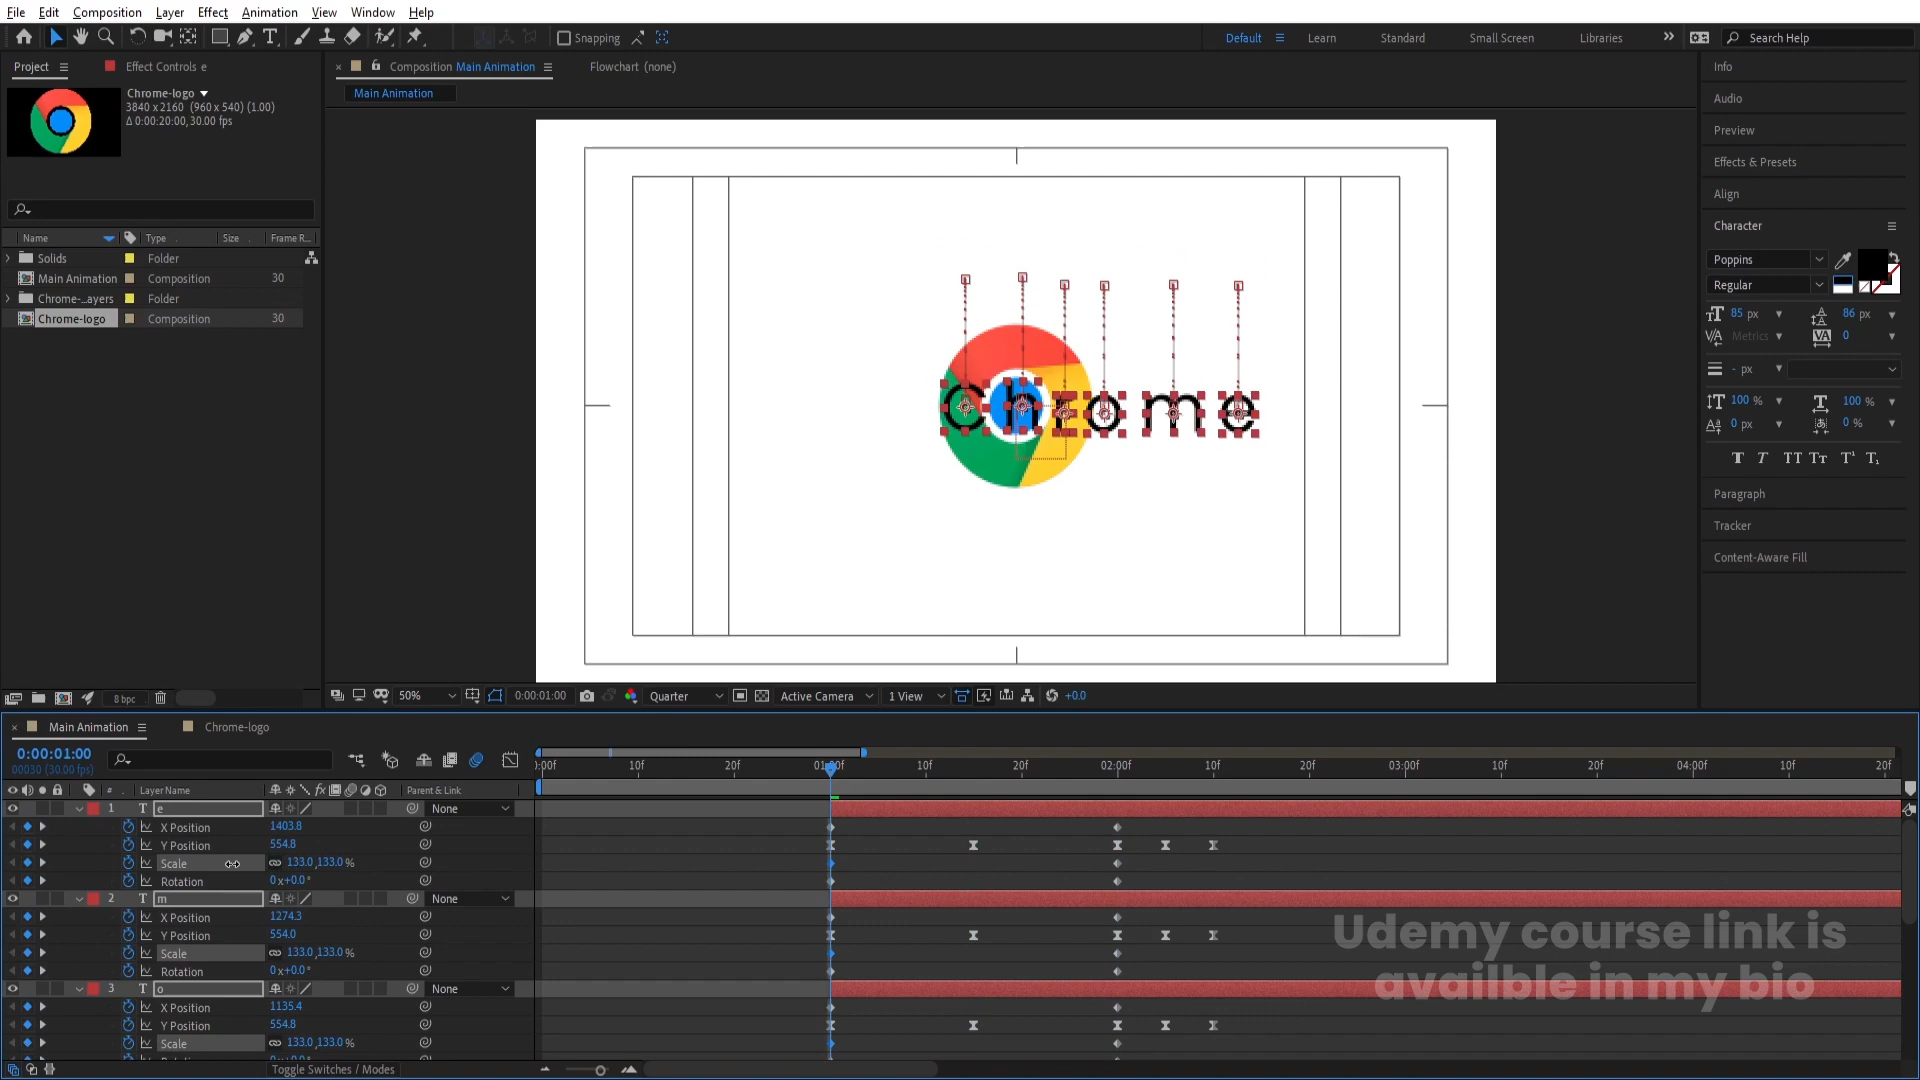 File Edit Composition Layer Effect Animation View Window Help
Snapping
Default Learn Standard Small Screen Libraries Search Help
Project Effect Controls e
Composition Main Animation Flowchart (none)
Main Animation
Chrome-logo
3840 x 2160 (960 x 540) (1.00)
Δ 0:00:20:00, 30.00 fps
Name Type Size Frame R...
Solids Folder
Main Animation Composition 30
Chrome-...ayers Folder
Chrome-logo Composition 30
8 bpc
Chrome
50% 0:00:01:00 Quarter Active Camera 1 View +0.0
Info
Audio
Preview
Effects & Presets
Align
Character
Poppins
Regular
85 px 86 px
Metrics 0
- px
100 % 100 %
0 px 0 %
T T TT Tt T¹ T₁
Paragraph
Tracker
Content-Aware Fill
Main Animation Chrome-logo
0:00:01:00
00030 (30.00 fps)
# Layer Name Parent & Link
:00f 10f 20f 01:00f 10f 20f 02:00f 10f 20f 03:00f 10f 20f 04:00f 10f 20f
1 T e None
X Position 1403.8
Y Position 554.8
Scale 133.0,133.0%
Rotation 0x+0.0°
2 T m None
X Position 1274.3
Y Position 554.0
Scale 133.0,133.0%
Rotation 0x+0.0°
3 T o None
X Position 1135.4
Y Position 554.8
Scale 133.0,133.0%
Toggle Switches / Modes
Udemy course link is
availble in my bio